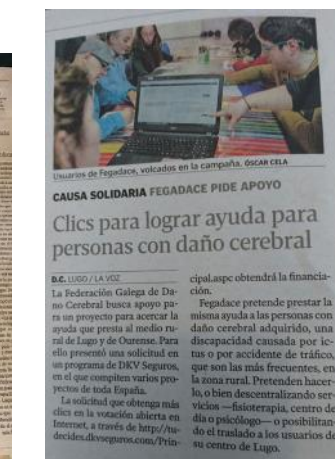 Usuarios de Fegadace, volcados en la campaña. ÓSCAR CELA
CAUSA SOLIDARIA FEGADACE PIDE APOYO
Clics para lograr ayuda para
personas con daño cerebral
D.C. LUGO / LA VOZ
La Federación Galega de Da-
no Cerebral busca apoyo pa-
ra un proyecto para acercar la
ayuda que presta al medio ru-
ral de Lugo y de Ourense. Para
ello presentó una solicitud en
un programa de DKV Seguros,
en el que compiten varios pro-
yectos de toda España.
La solicitud que obtenga más
clics en la votación abierta en
Internet, a través de http://tu-
decides.dkvseguros.com/Prin-
cipal.aspc obtendrá la financia-
ción.
Fegadace pretende prestar la
misma ayuda a las personas con
daño cerebral adquirido, una
discapacidad causada por ic-
tus o por accidente de tráfico,
que son las más frecuentes, en
la zona rural. Pretenden hacer-
lo, o bien descentralizando ser-
vicios —fisioterapia, centro de
día o psicólogo— o posibilitan-
do el traslado a los usuarios de
su centro de Lugo.